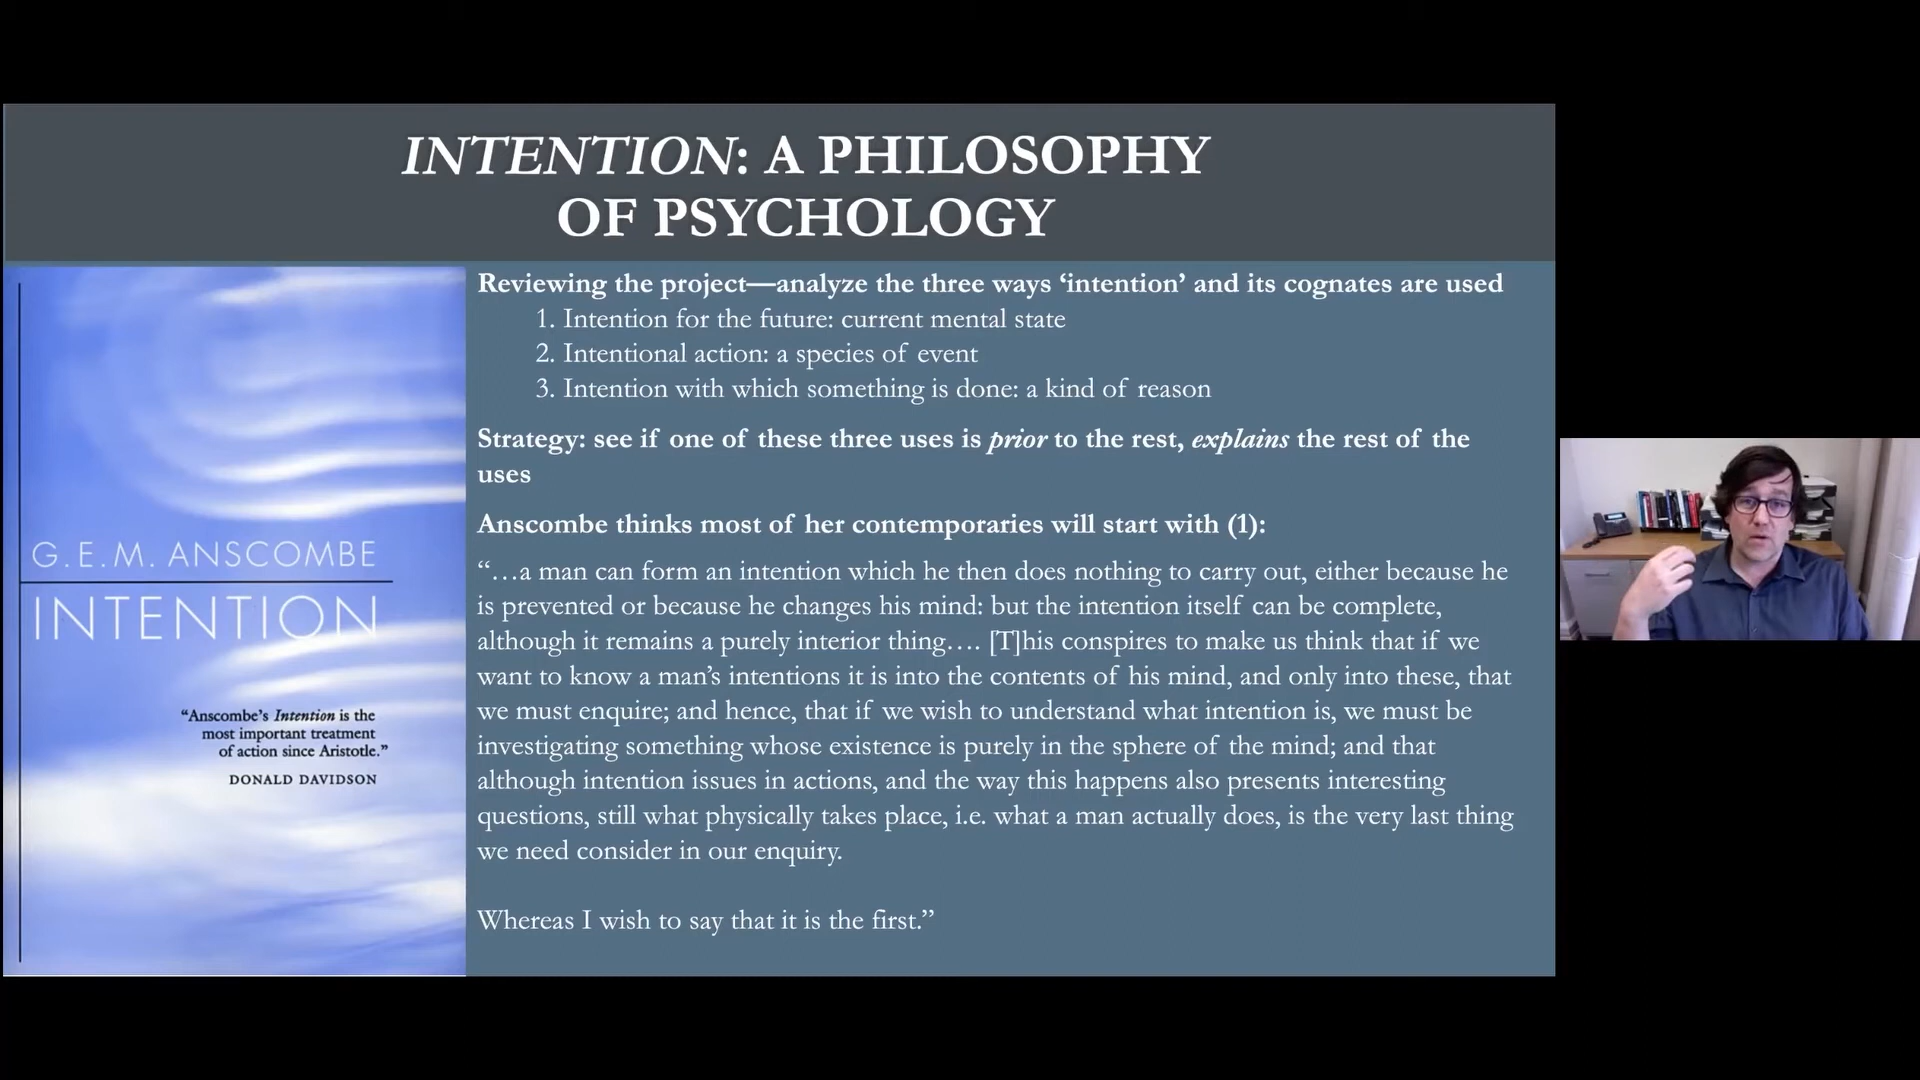 INTENTION: A PHILOSOPHY
OF PSYCHOLOGY
G.E.M. ANSCOMBE
INTENTION
“Anscombe’s Intention is the
most important treatment
of action since Aristotle.”
DONALD DAVIDSON
Reviewing the project—analyze the three ways ‘intention’ and its cognates are used
1. Intention for the future: current mental state
2. Intentional action: a species of event
3. Intention with which something is done: a kind of reason
Strategy: see if one of these three uses is prior to the rest, explains the rest of the
uses
Anscombe thinks most of her contemporaries will start with (1):
“…a man can form an intention which he then does nothing to carry out, either because he
is prevented or because he changes his mind: but the intention itself can be complete,
although it remains a purely interior thing…. [T]his conspires to make us think that if we
want to know a man’s intentions it is into the contents of his mind, and only into these, that
we must enquire; and hence, that if we wish to understand what intention is, we must be
investigating something whose existence is purely in the sphere of the mind; and that
although intention issues in actions, and the way this happens also presents interesting
questions, still what physically takes place, i.e. what a man actually does, is the very last thing
we need consider in our enquiry.
Whereas I wish to say that it is the first.”